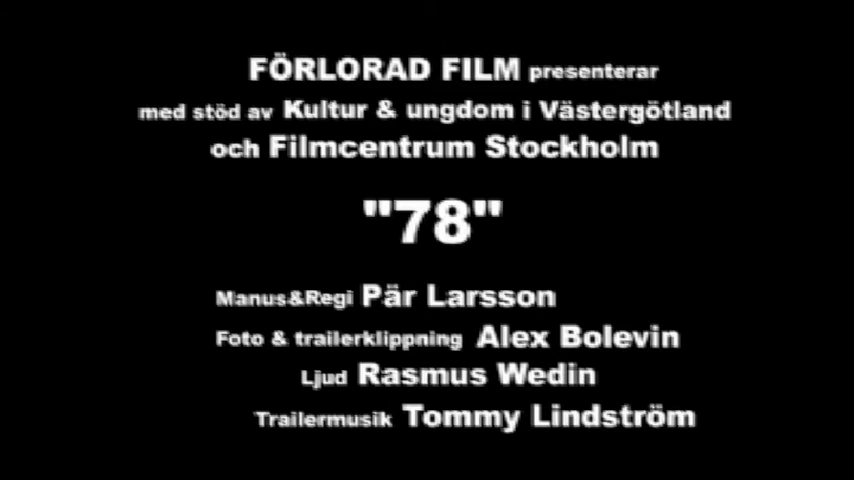 FÖRLORAD FILM presenterar
med stöd av Kultur & ungdom i Västergötland
och Filmcentrum Stockholm
"78"
Manus&Regi Pär Larsson
Foto & trailerklippning Alex Bolevin
Ljud Rasmus Wedin
Trailermusik Tommy Lindström